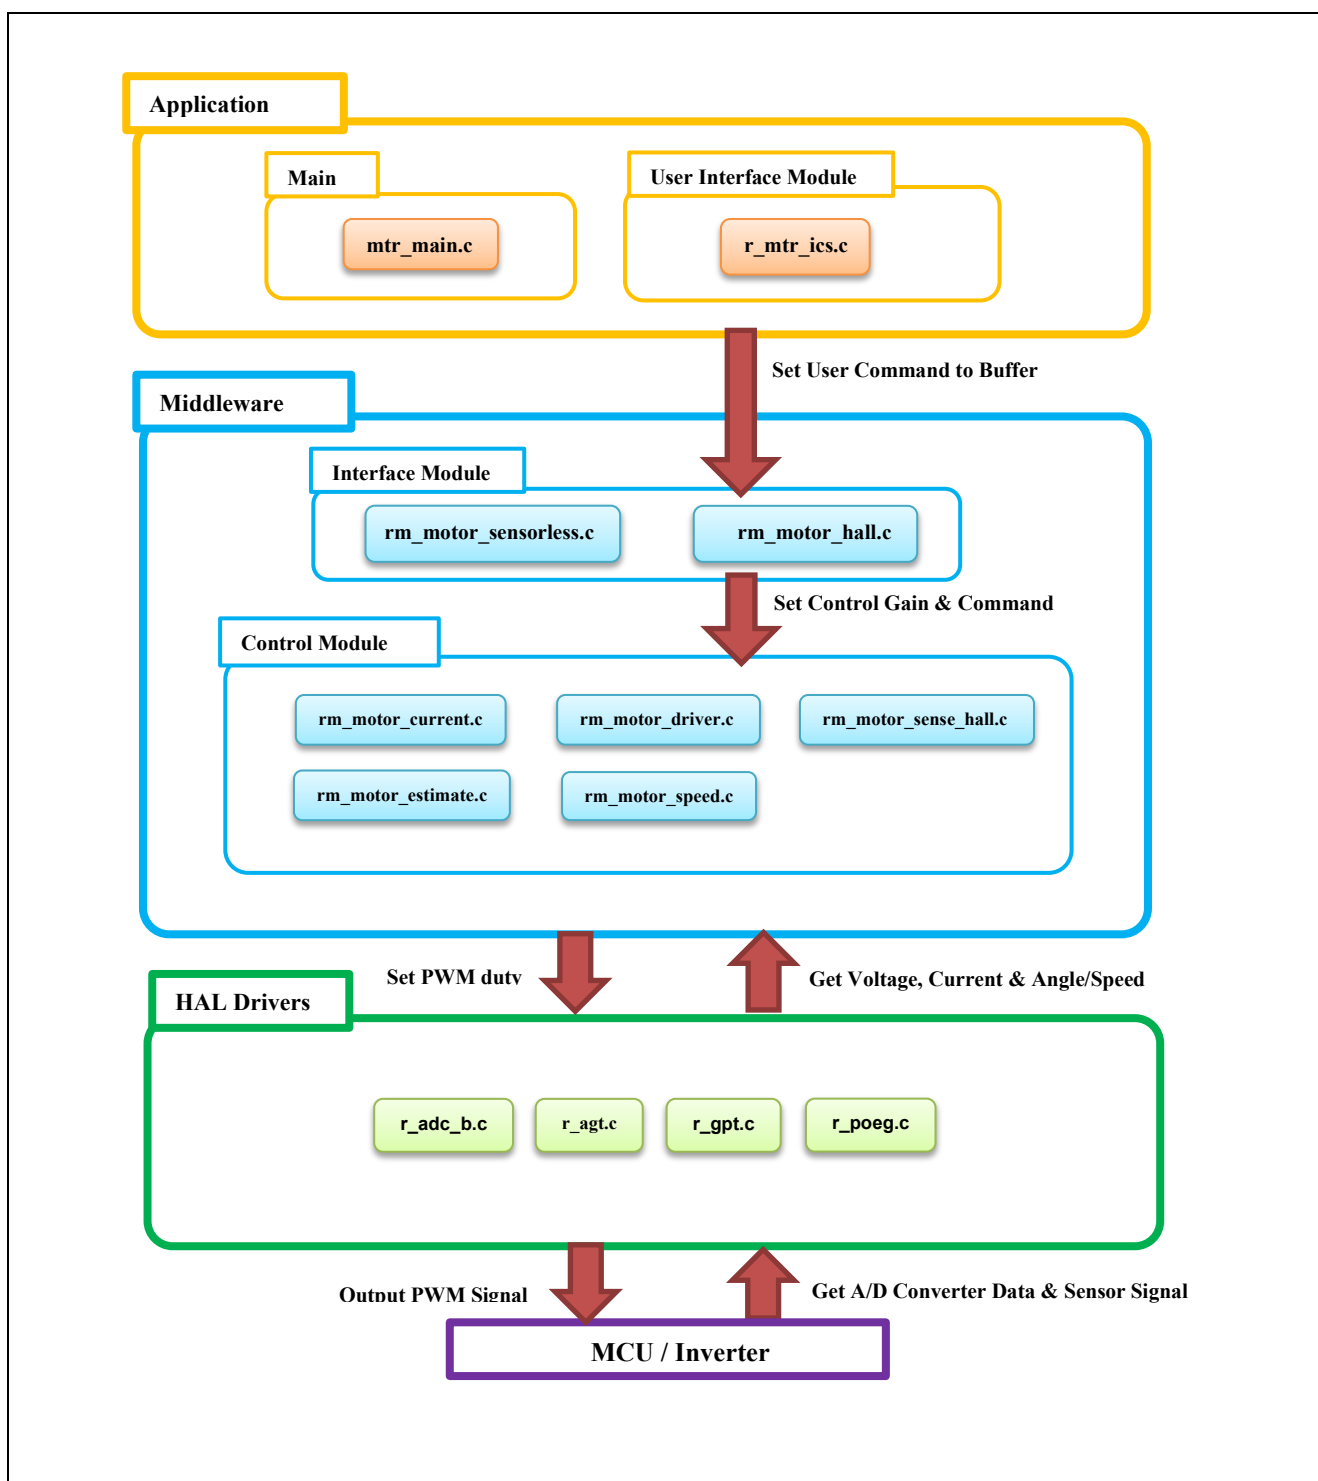 Application
Main
User Interface Module
mtr_main.c
r_mtr_ics.c
Set User Command to Buffer
Middleware
Interface Module
rm_motor_sensorless.c
rm_motor_hall.c
Set Control Gain & Command
Control Module
rm_motor_current.c
rm_motor_driver.c
rm_motor_sense_hall.c
rm_motor_estimate.c
rm_motor_speed.c
Set PWM duty
Get Voltage, Current & Angle/Speed
HAL Drivers
r_adc_b.c
r_agt.c
r_gpt.c
r_poeg.c
Output PWM Signal
Get A/D Converter Data & Sensor Signal
MCU / Inverter